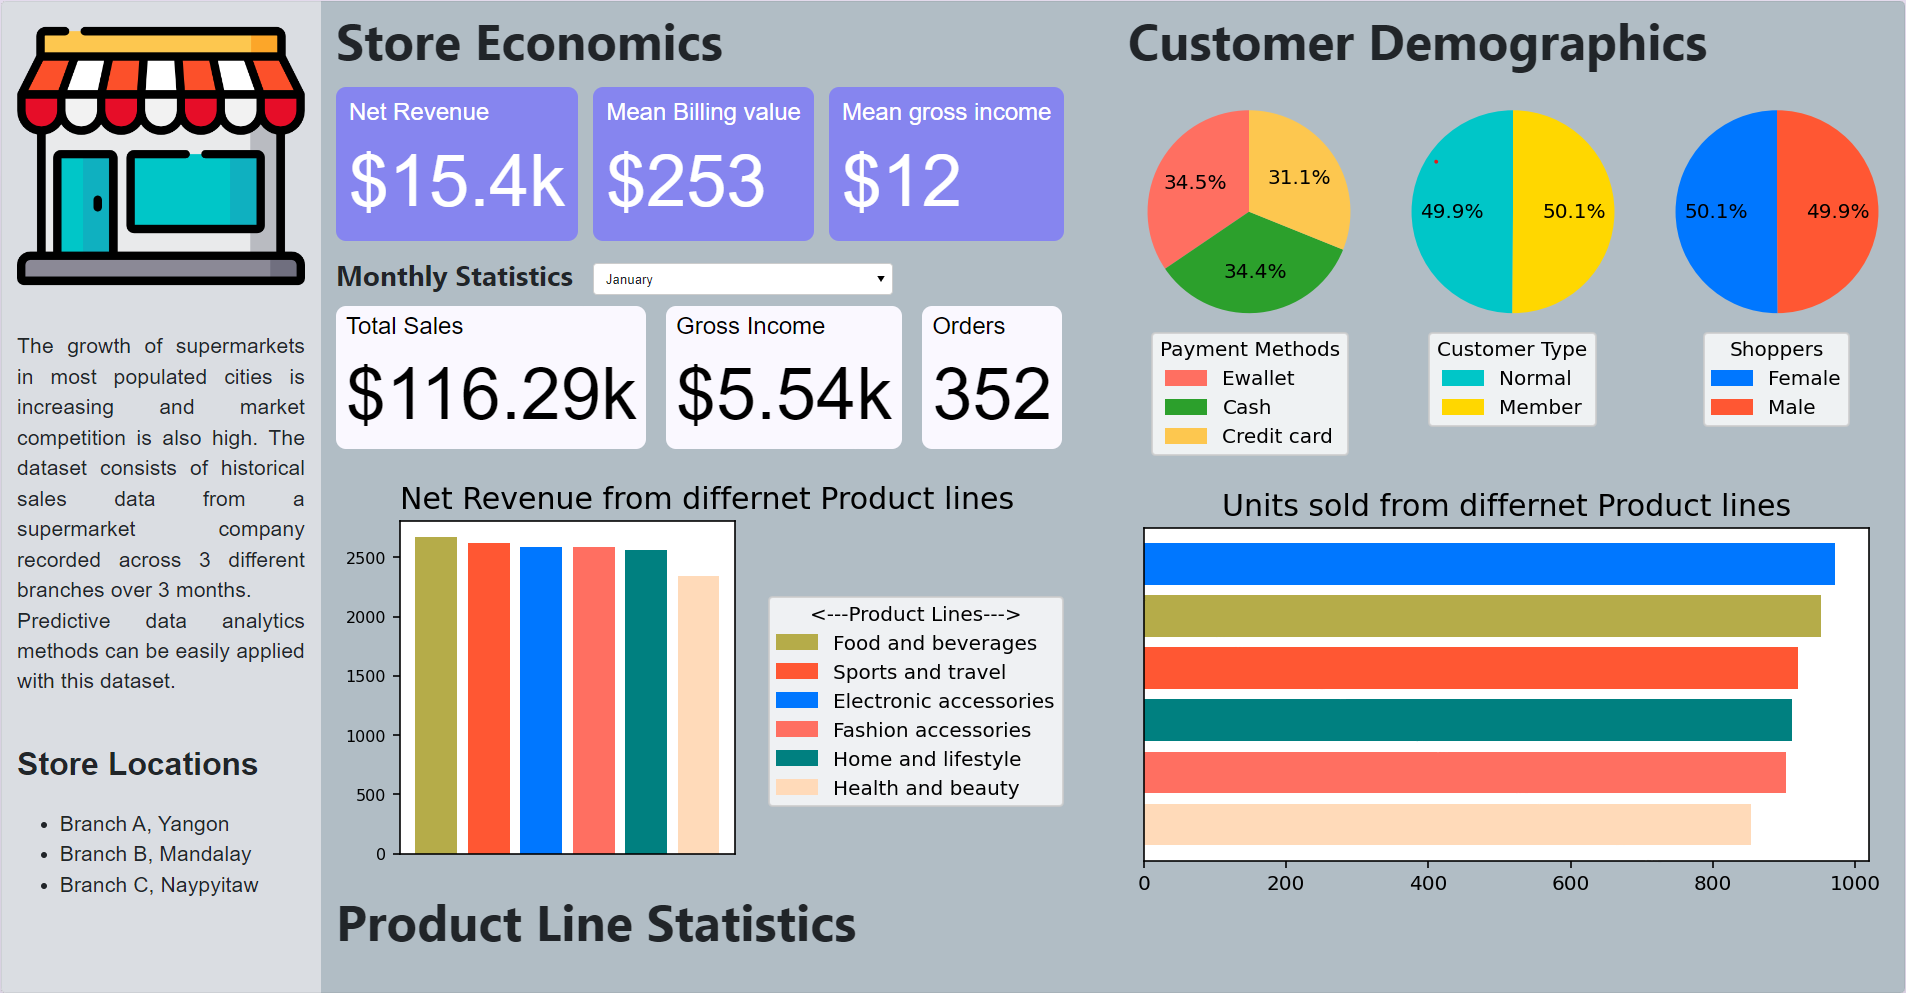 The growth of supermarkets
in most populated cities is
increasing and market
competition is also high. The
dataset consists of historical
sales data from a
supermarket company
recorded across 3 different
branches over 3 months.
Predictive data analytics
methods can be easily applied
with this dataset.
Store Locations
• Branch A, Yangon
• Branch B, Mandalay
• Branch C, Naypyitaw
Store Economics
Net Revenue
$15.4k
Mean Billing value
$253
Mean gross income
$12
Monthly Statistics
January
Total Sales
$116.29k
Gross Income
$5.54k
Orders
352
Net Revenue from differnet Product lines
2500
2000
1500
1000
500
0
<---Product Lines--->
Food and beverages
Sports and travel
Electronic accessories
Fashion accessories
Home and lifestyle
Health and beauty
Customer Demographics
34.5%
31.1%
34.4%
Payment Methods
Ewallet
Cash
Credit card
49.9%
50.1%
Customer Type
Normal
Member
50.1%
49.9%
Shoppers
Female
Male
Units sold from differnet Product lines
0 200 400 600 800 1000
Product Line Statistics